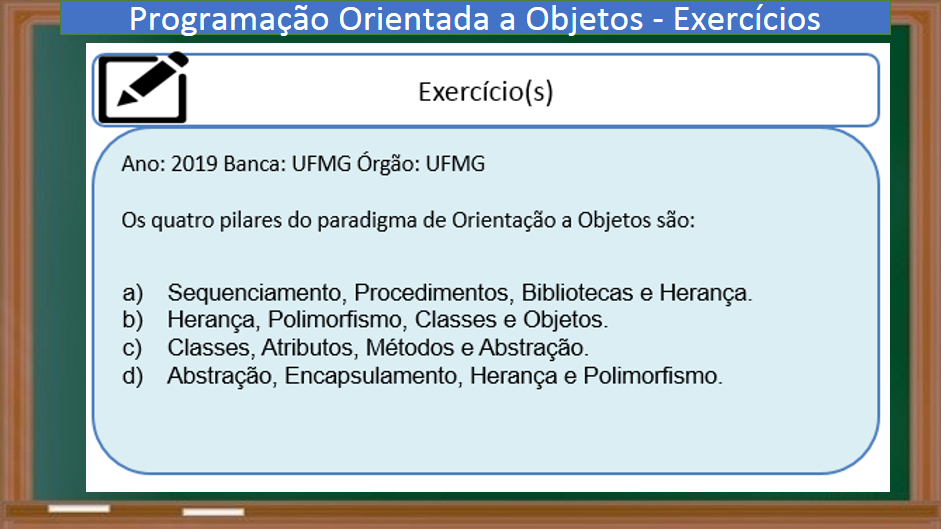 Programação Orientada a Objetos - Exercícios
Exercício(s)
Ano: 2019 Banca: UFMG Órgão: UFMG
Os quatro pilares do paradigma de Orientação a Objetos são:
a) Sequenciamento, Procedimentos, Bibliotecas e Herança.
b) Herança, Polimorfismo, Classes e Objetos.
c) Classes, Atributos, Métodos e Abstração.
d) Abstração, Encapsulamento, Herança e Polimorfismo.